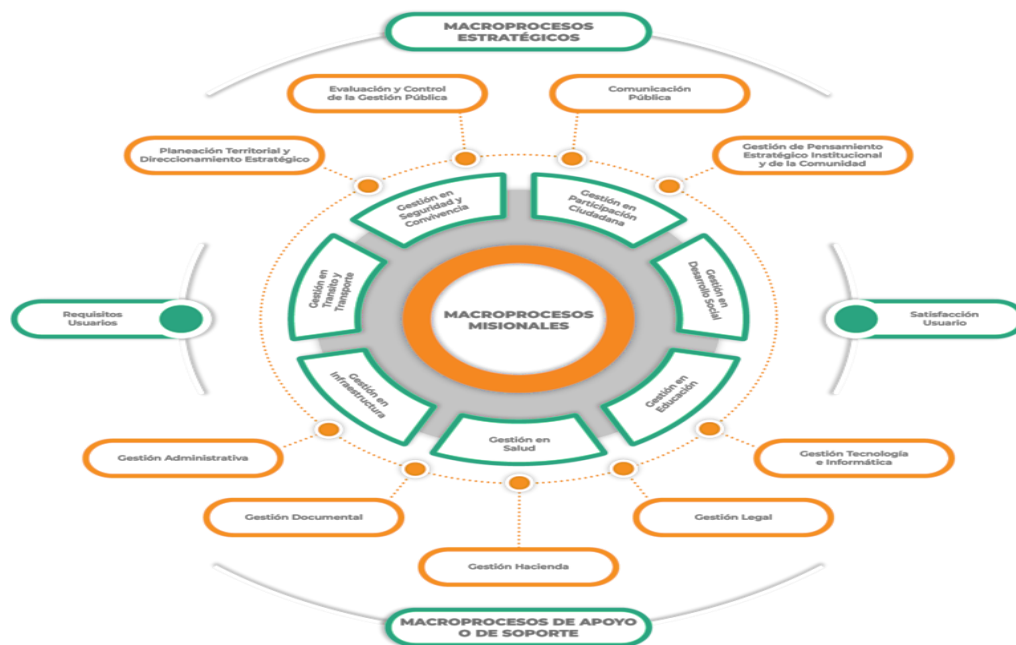 MACROPROCESOS
ESTRATÉGICOS
Evaluación y Control
de la Gestión Pública
Comunicación
Pública
Planeación Territorial y
Direccionamiento Estratégico
Gestión de Pensamiento
Estratégico Institucional
y de la Comunidad
Gestión en
Seguridad y
Convivencia
Gestión en
Participación
Ciudadana
Gestión en
Transito y
Transporte
Gestión en
Desarrollo Social
Requisitos
Usuarios
MACROPROCESOS
MISIONALES
Satisfacción
Usuario
Gestión en
Infraestructura
Gestión en
Educación
Gestión en
Salud
Gestión Administrativa
Gestión Tecnología
e Informática
Gestión Documental
Gestión Legal
Gestión Hacienda
MACROPROCESOS DE APOYO
O DE SOPORTE